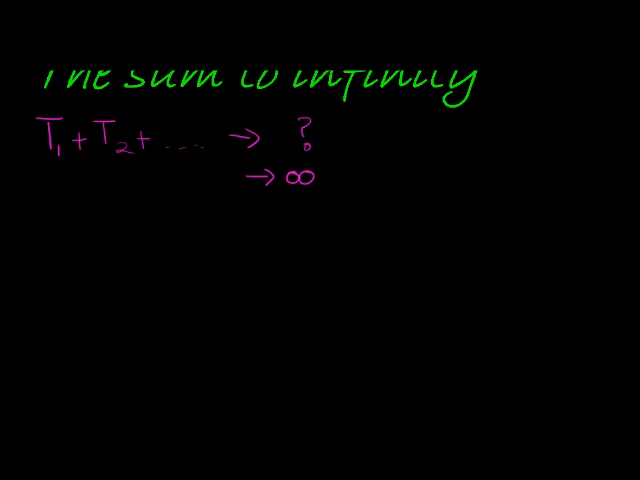 The sum to infinity
T₁ + T₂ + ..... → ?
→ ∞